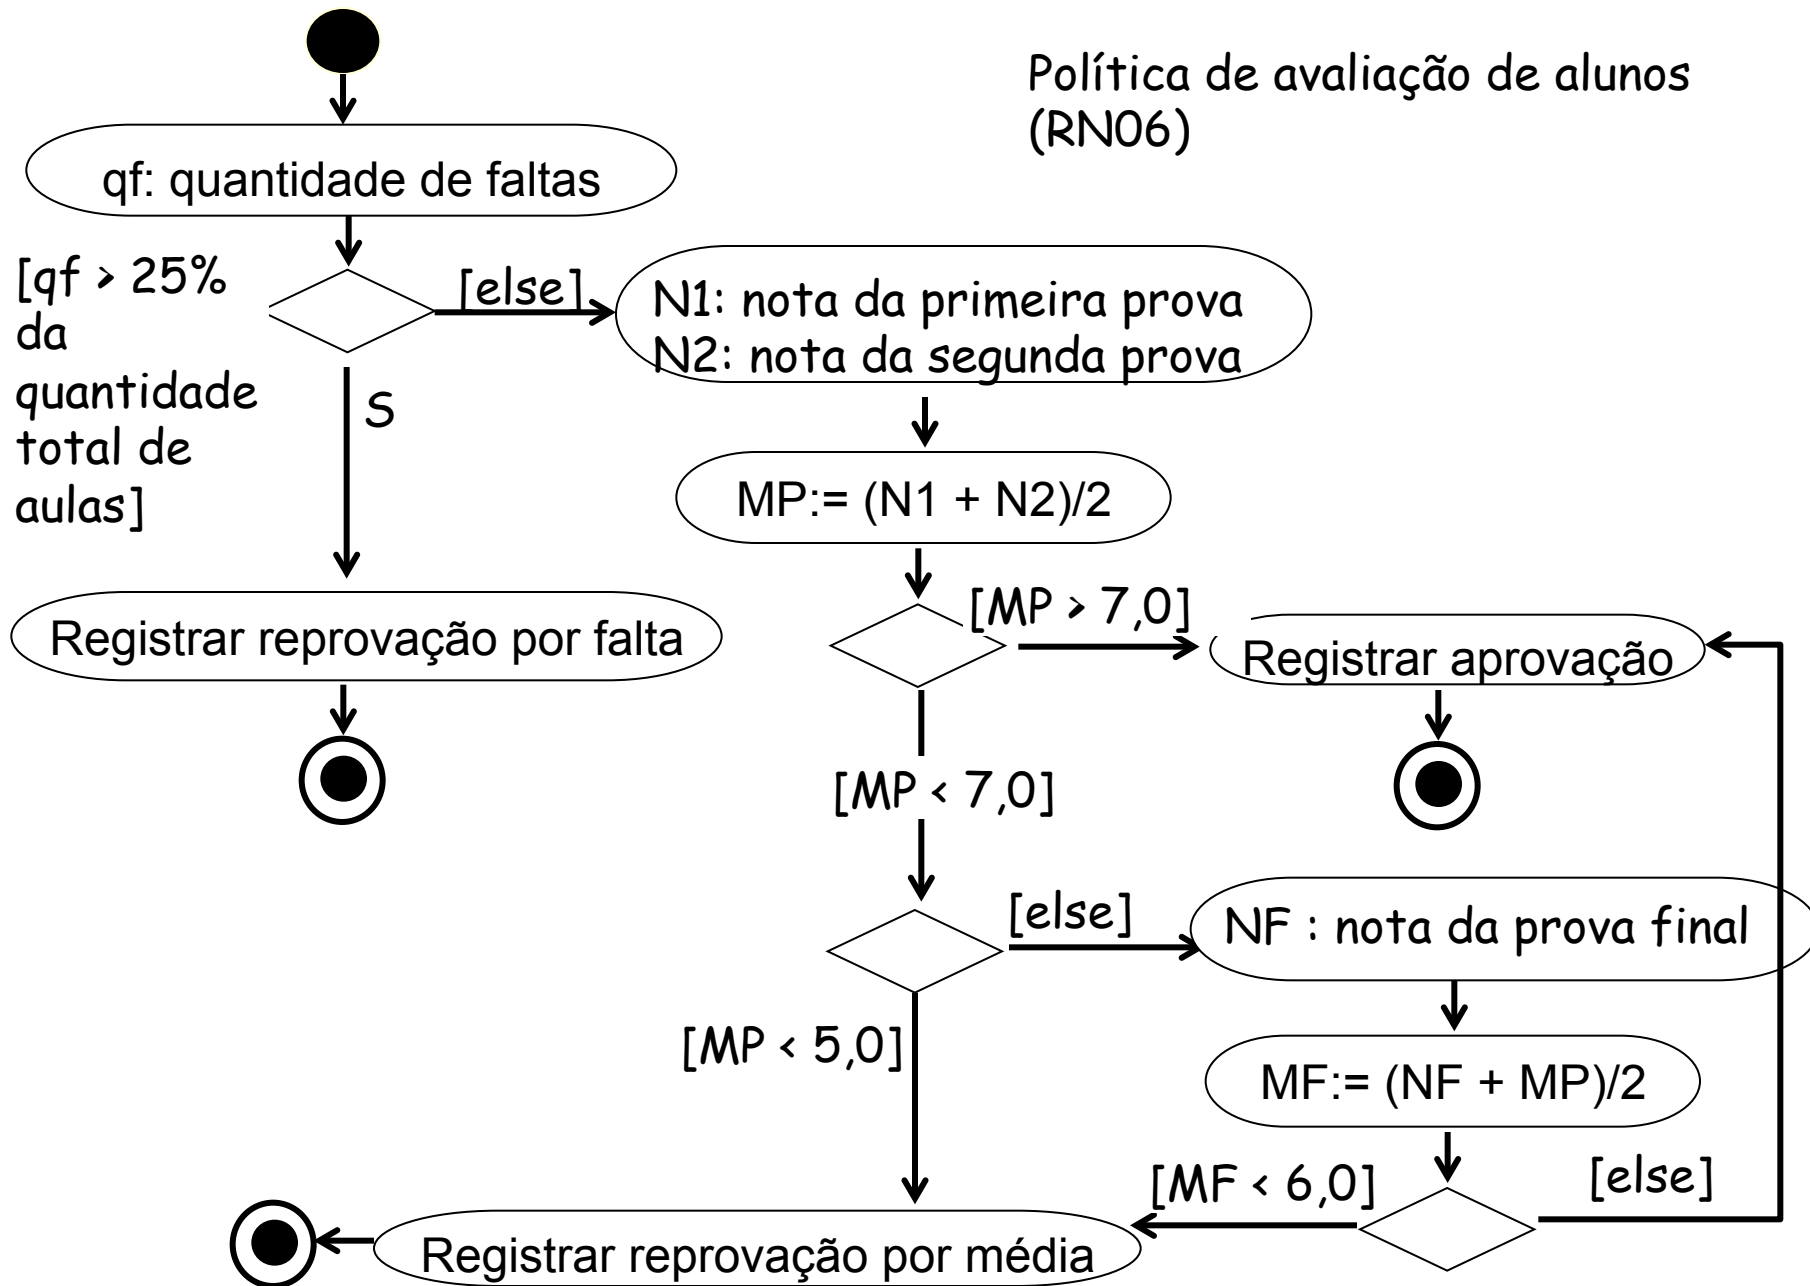 Política de avaliação de alunos
(RN06)
qf: quantidade de faltas
[qf > 25%
da
quantidade
total de
aulas]
[else]
S
N1: nota da primeira prova
N2: nota da segunda prova
MP:= (N1 + N2)/2
Registrar reprovação por falta
[MP > 7,0]
Registrar aprovação
[MP < 7,0]
[else]
NF : nota da prova final
[MP < 5,0]
MF:= (NF + MP)/2
[MF < 6,0]
[else]
Registrar reprovação por média